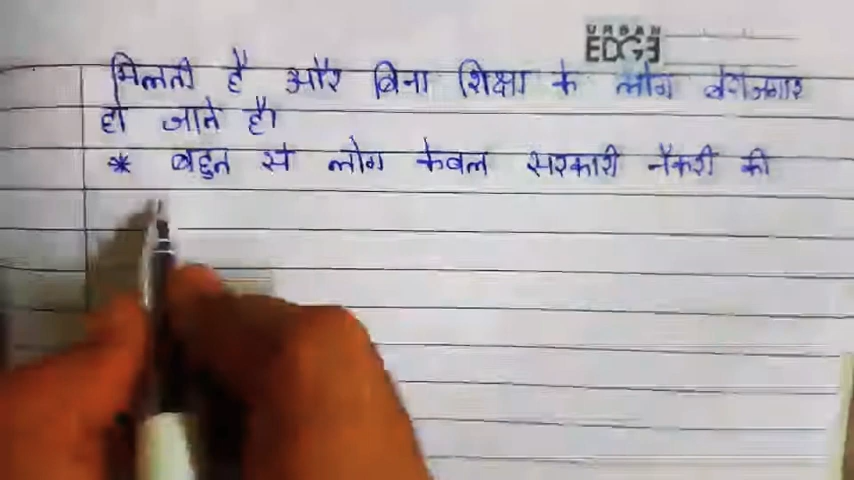 URBAN
EDGE
मिलती है और बिना शिक्षा के लोग बेरोजगार
हो जाते है।
* बहुत से लोग केवल सरकारी नौकरी की